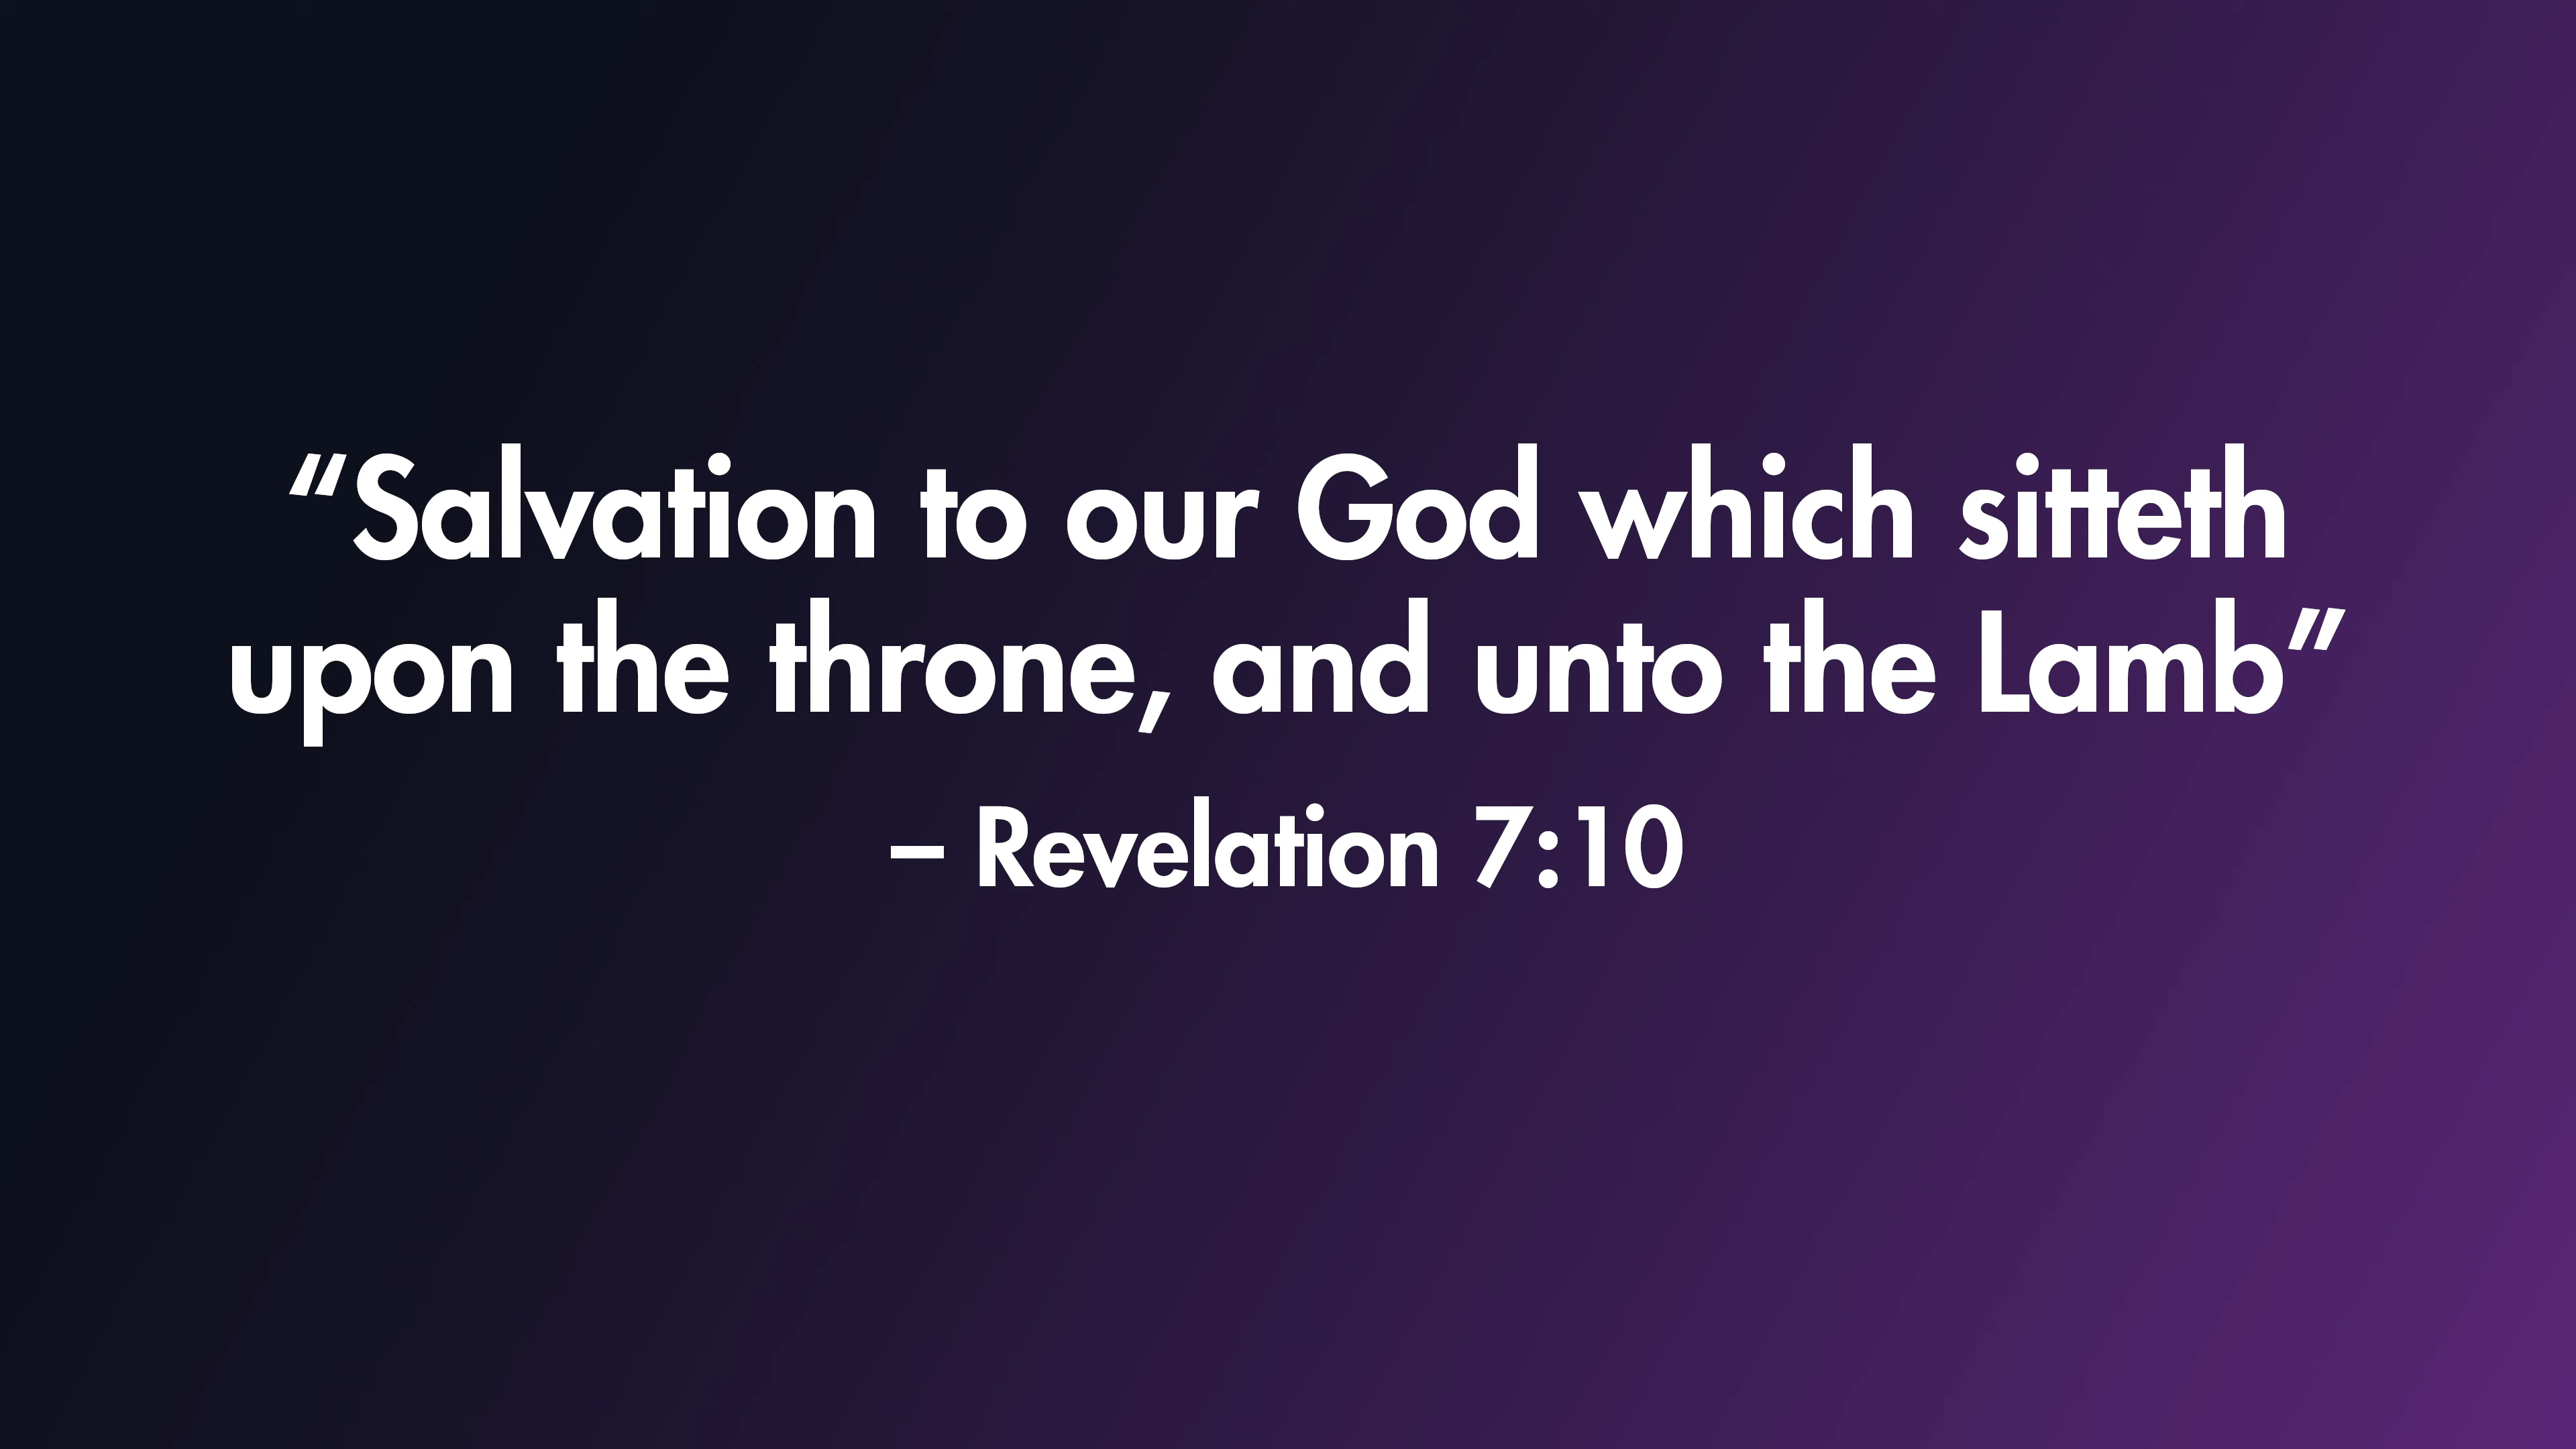 “Salvation to our God which sitteth
upon the throne, and unto the Lamb”
– Revelation 7:10